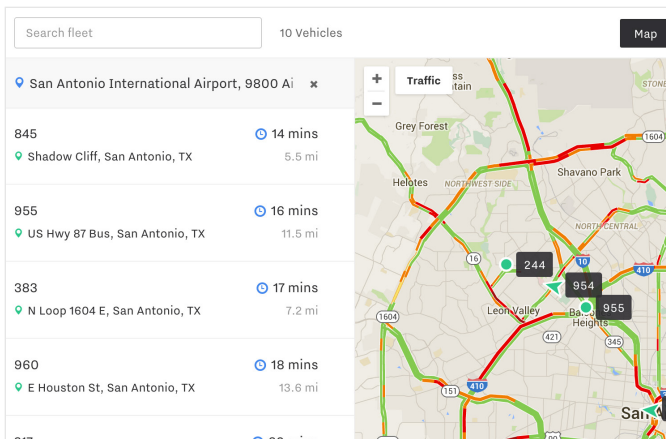 Search fleet
10 Vehicles
Map
San Antonio International Airport, 9800 Ai
×
845
14 mins
Shadow Cliff, San Antonio, TX
5.5 mi
955
16 mins
US Hwy 87 Bus, San Antonio, TX
11.5 mi
383
17 mins
N Loop 1604 E, San Antonio, TX
7.2 mi
960
18 mins
E Houston St, San Antonio, TX
13.6 mi
+
−
Traffic
Grey Forest
1604
Shavano Park
Helotes
NORTHWEST SIDE
NORTH CENTRAL
16
244
10
410
954
Leon Valley
955
Heights
1604
421
345
410
151
San A
90